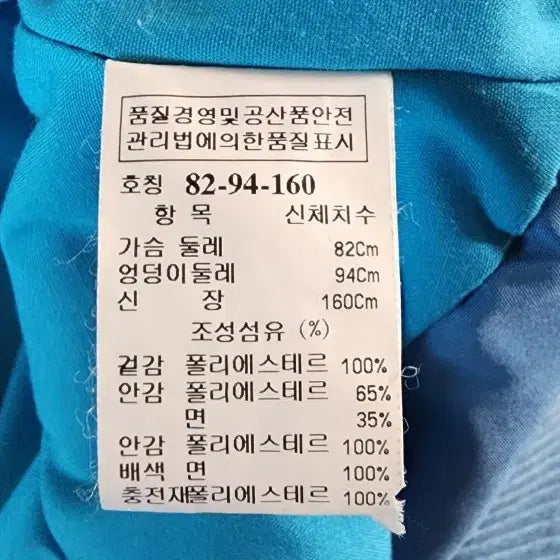 품질경영및공산품안전
관리법에의한품질표시
호칭 82-94-160
항 목 신체치수
가슴 둘레 82Cm
엉덩이둘레 94Cm
신 장 160Cm
조성섬유 (%)
겉감 폴리에스테르 100%
안감 폴리에스테르 65%
면 35%
안감 폴리에스테르 100%
배색 면 100%
충전재폴리에스테르 100%